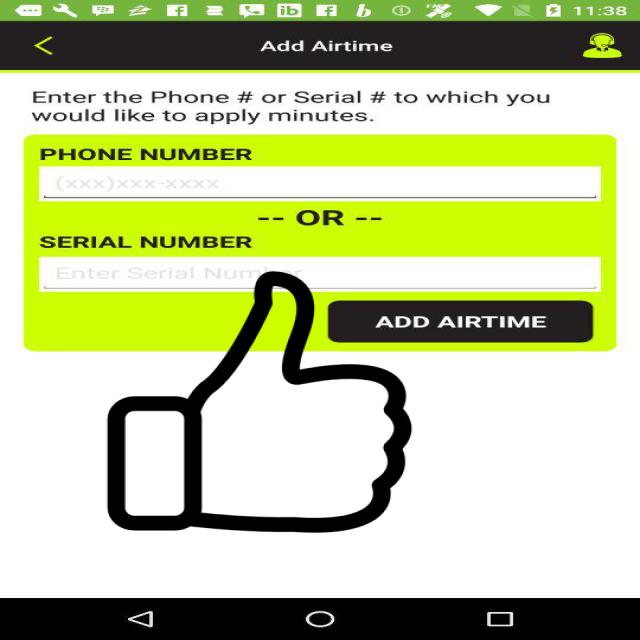 11:38
Add Airtime
Enter the Phone # or Serial # to which you
would like to apply minutes.
PHONE NUMBER
(xxx)xxx-xxxx
-- OR --
SERIAL NUMBER
Enter Serial Number
ADD AIRTIME